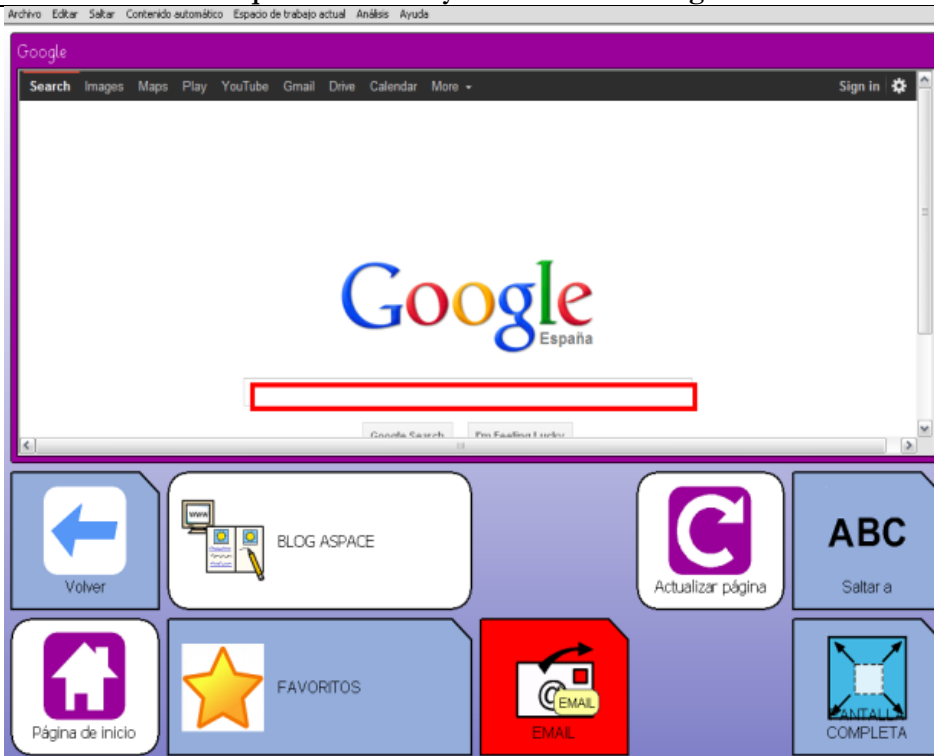 Archivo Editar Saltar Contenido automático Espacio de trabajo actual Análisis Ayuda
Google
Search Images Maps Play YouTube Gmail Drive Calendar More Sign in
Google
España
Google Search I'm Feeling Lucky
Volver
www
BLOG ASPACE
Actualizar página
ABC
Saltar a
Página de inicio
FAVORITOS
@ EMAIL
EMAIL
PANTALLA
COMPLETA